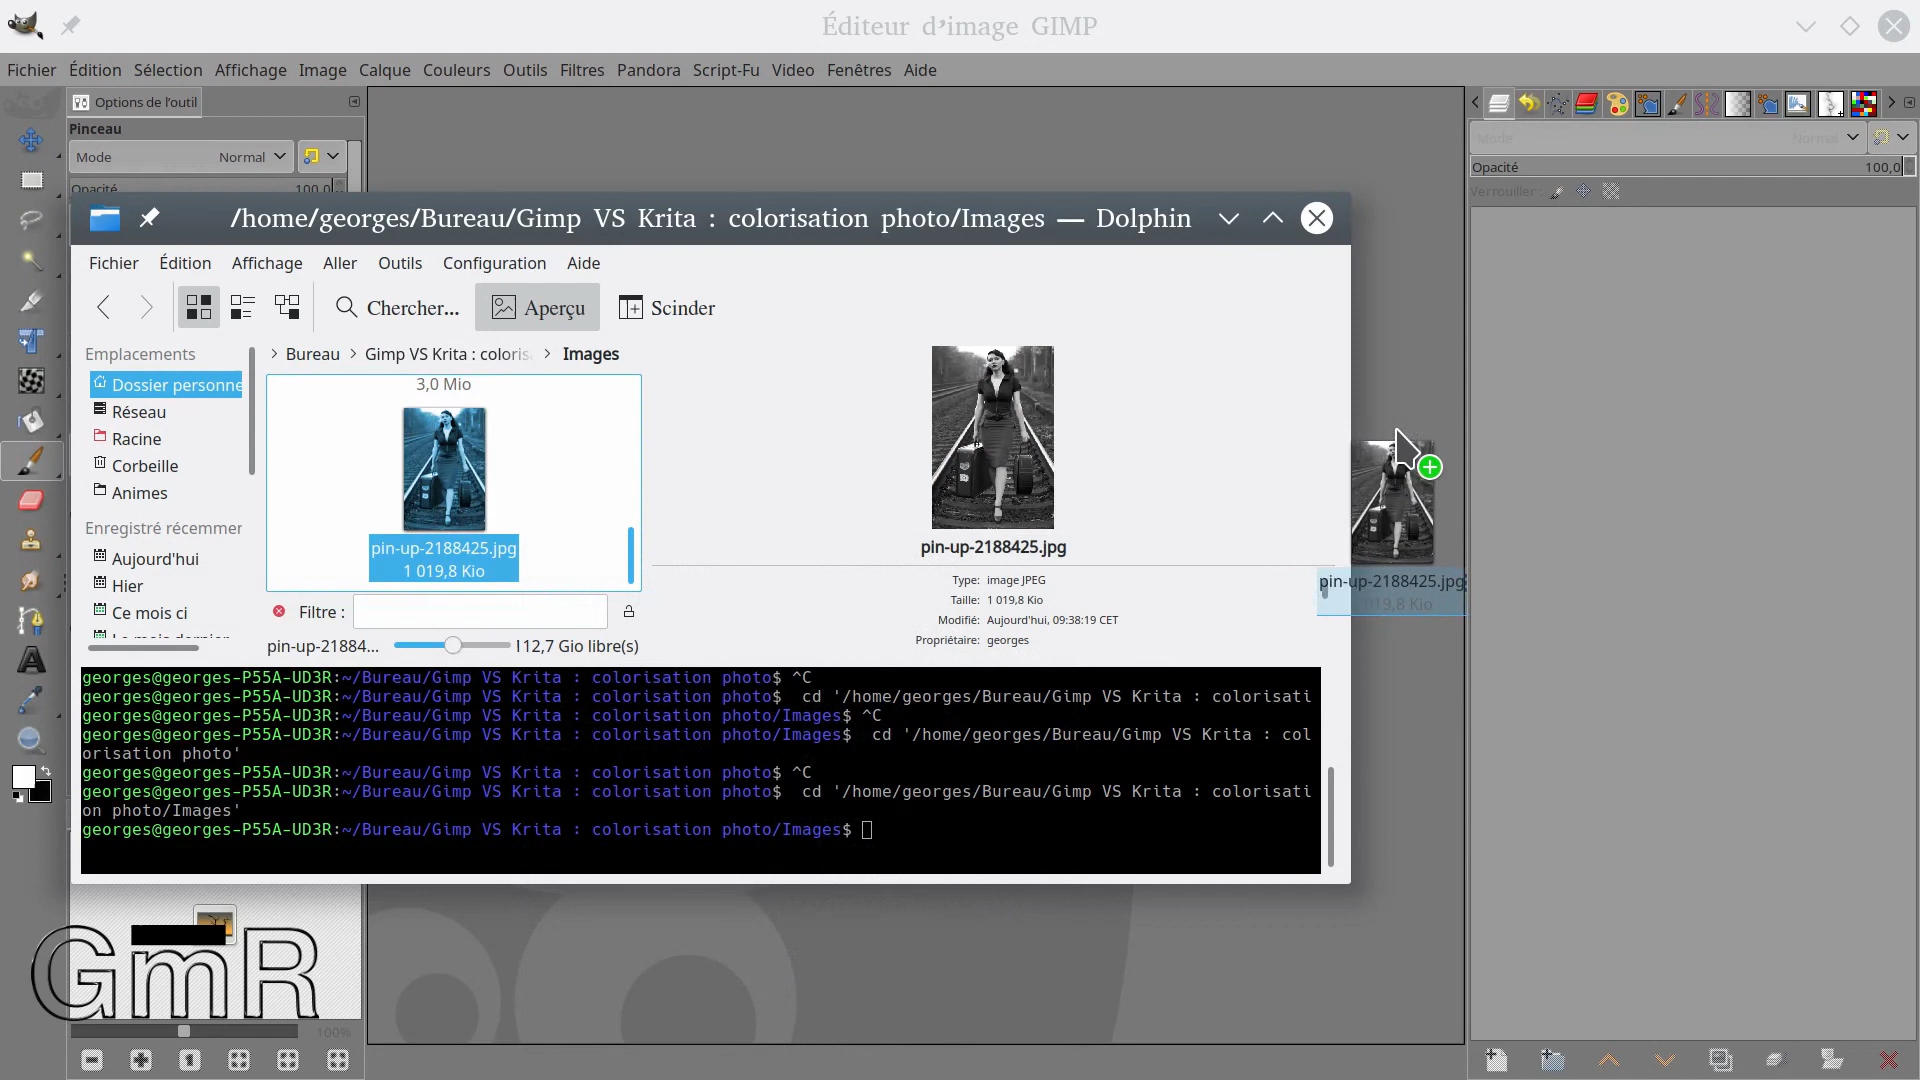 Éditeur d'image GIMP
Fichier Édition Sélection Affichage Image Calque Couleurs Outils Filtres Pandora Script-Fu Video Fenêtres Aide
Options de l'outil
Pinceau
Mode Normal
Opacité 100,0
Mode Normal
Opacité 100,0
Verrouiller :
/home/georges/Bureau/Gimp VS Krita : colorisation photo/Images — Dolphin
Fichier Édition Affichage Aller Outils Configuration Aide
Chercher... Aperçu Scinder
Emplacements
Dossier personne
Réseau
Racine
Corbeille
Animes
Enregistré récemmer
Aujourd'hui
Hier
Ce mois ci
> Bureau > Gimp VS Krita : coloris > Images
3,0 Mio
pin-up-2188425.jpg
1 019,8 Kio
Filtre :
pin-up-21884... 112,7 Gio libre(s)
pin-up-2188425.jpg
Type: image JPEG
Taille: 1 019,8 Kio
Modifié: Aujourd'hui, 09:38:19 CET
Propriétaire: georges
pin-up-2188425.jpg
019,8 Kio
georges@georges-P55A-UD3R:~/Bureau/Gimp VS Krita : colorisation photo$ ^C
georges@georges-P55A-UD3R:~/Bureau/Gimp VS Krita : colorisation photo$  cd '/home/georges/Bureau/Gimp VS Krita : colorisati
georges@georges-P55A-UD3R:~/Bureau/Gimp VS Krita : colorisation photo/Images$ ^C
georges@georges-P55A-UD3R:~/Bureau/Gimp VS Krita : colorisation photo/Images$  cd '/home/georges/Bureau/Gimp VS Krita : col
orisation photo'
georges@georges-P55A-UD3R:~/Bureau/Gimp VS Krita : colorisation photo$ ^C
georges@georges-P55A-UD3R:~/Bureau/Gimp VS Krita : colorisation photo$  cd '/home/georges/Bureau/Gimp VS Krita : colorisati
on photo/Images'
georges@georges-P55A-UD3R:~/Bureau/Gimp VS Krita : colorisation photo/Images$
GmR
100%